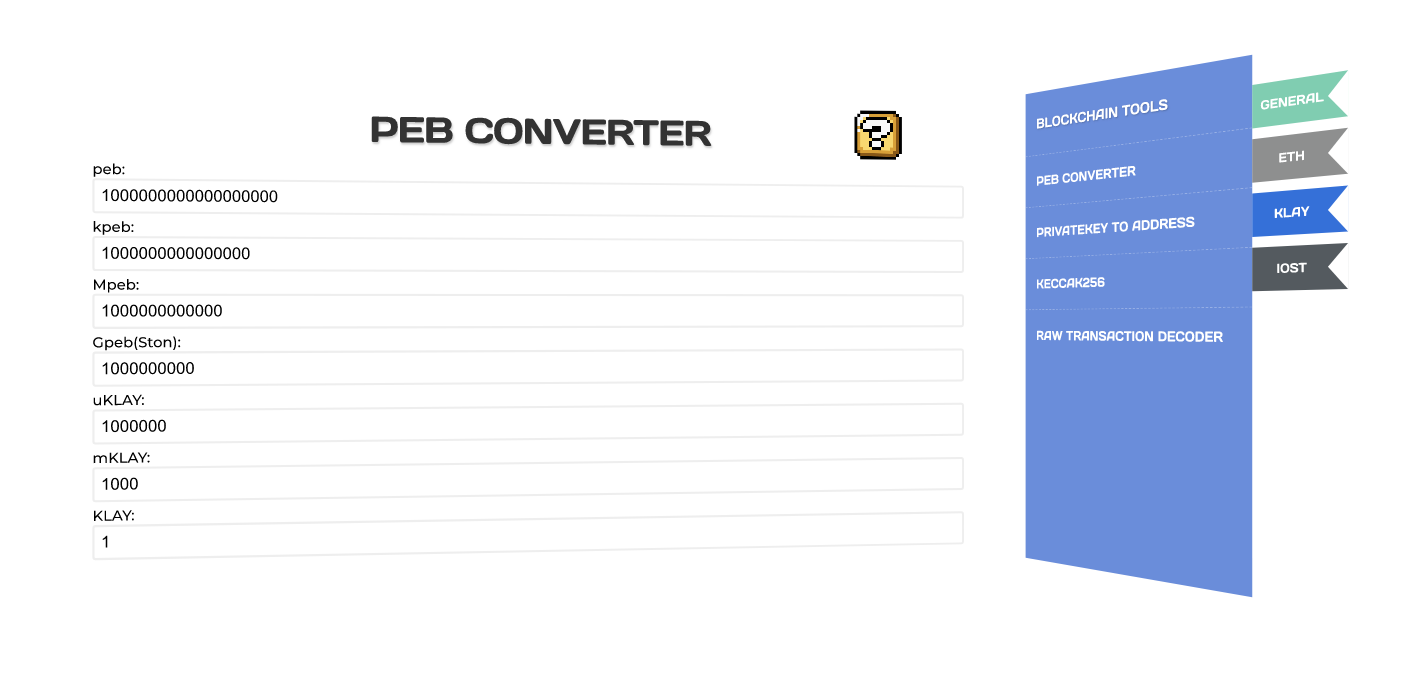 PEB CONVERTER
peb:
1000000000000000000
kpeb:
1000000000000000
Mpeb:
1000000000000
Gpeb(Ston):
1000000000
uKLAY:
1000000
mKLAY:
1000
KLAY:
1
BLOCKCHAIN TOOLS
PEB CONVERTER
PRIVATEKEY TO ADDRESS
KECCAK256
RAW TRANSACTION DECODER
GENERAL
ETH
KLAY
IOST